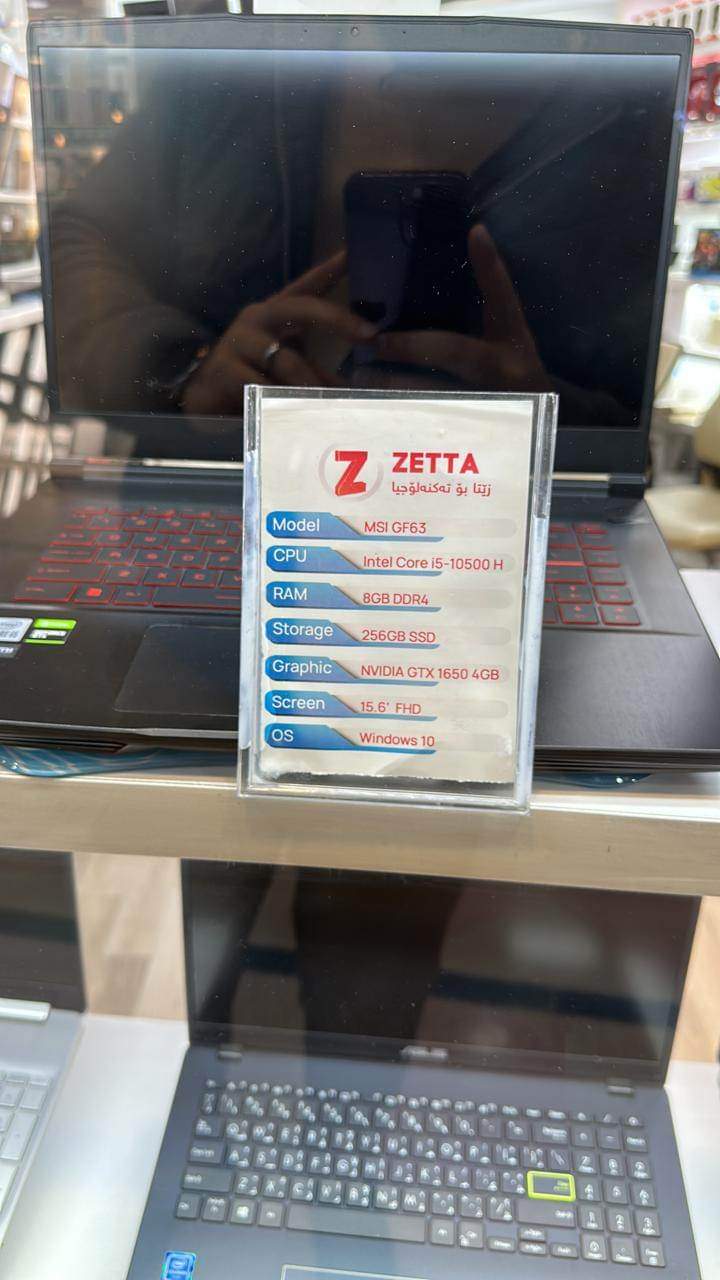 Z ZETTA
زێتا بۆ تەکنەلۆجیا
Model MSI GF63
CPU Intel Core i5-10500 H
RAM 8GB DDR4
Storage 256GB SSD
Graphic NVIDIA GTX 1650 4GB
Screen 15.6' FHD
OS Windows 10